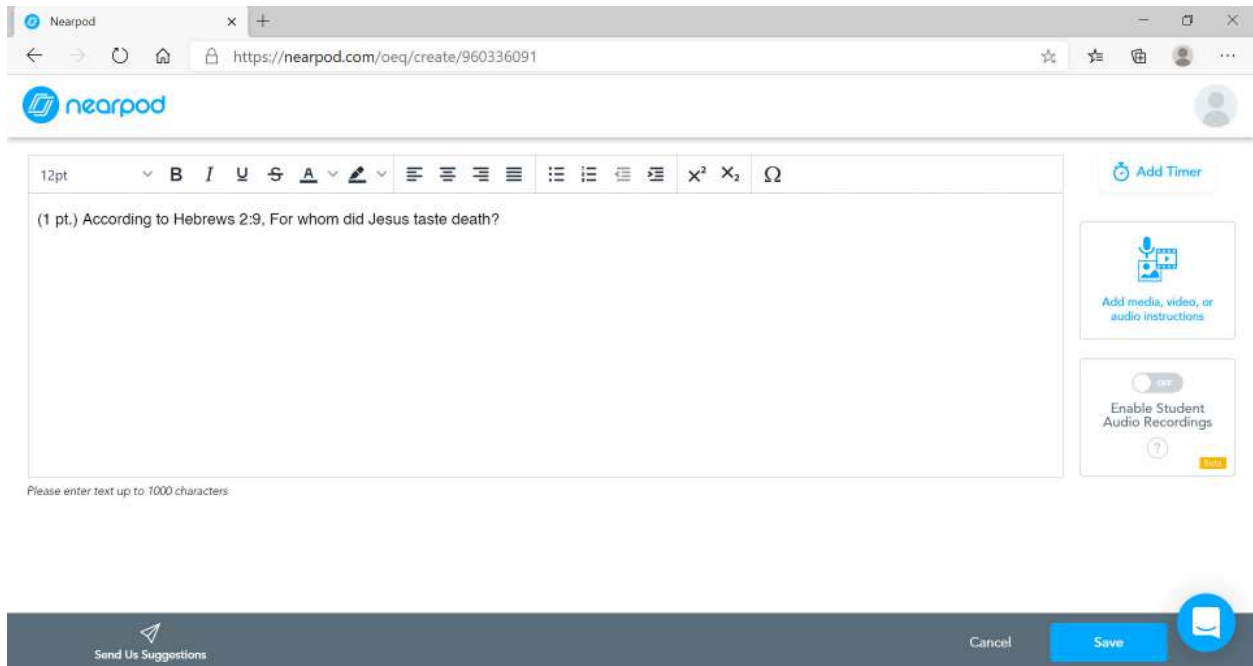 Nearpod
https://nearpod.com/oeq/create/960336091
nearpod
12pt B I U S A X² X₂ Ω
Add Timer
(1 pt.) According to Hebrews 2:9, For whom did Jesus taste death?
Add media, video, or
audio instructions
OFF
Enable Student
Audio Recordings
?
Beta
Please enter text up to 1000 characters
Send Us Suggestions
Cancel
Save